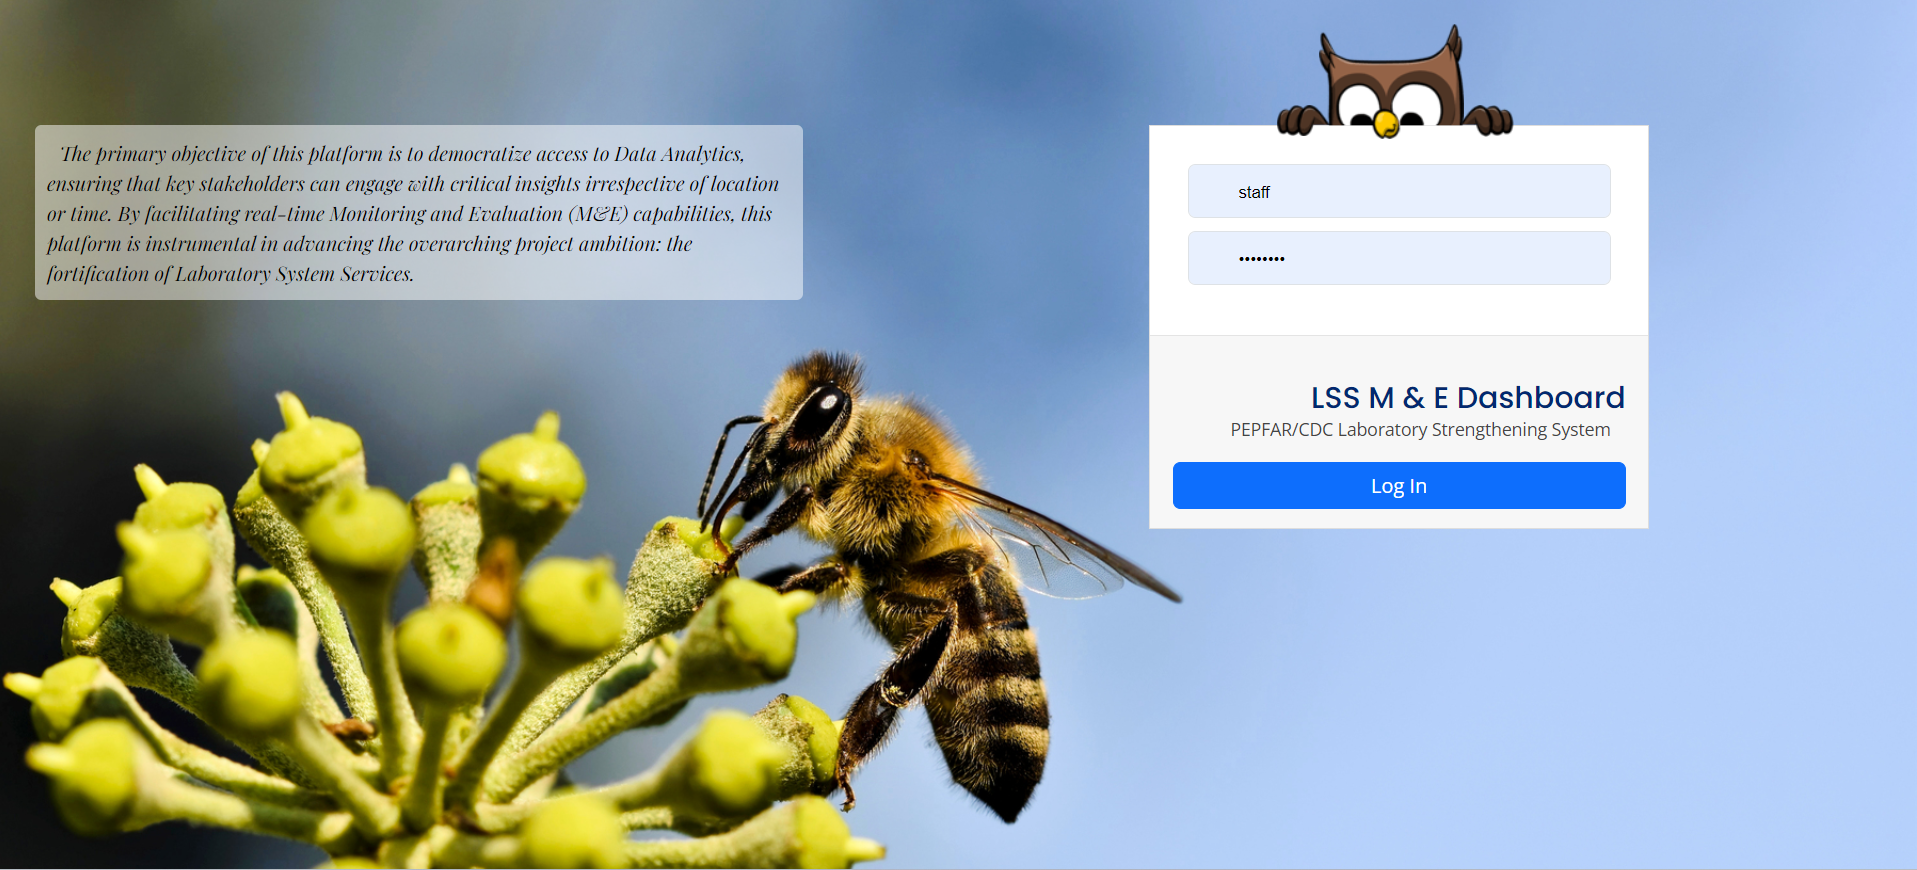 The primary objective of this platform is to democratize access to Data Analytics,
ensuring that key stakeholders can engage with critical insights irrespective of location
or time. By facilitating real-time Monitoring and Evaluation (M&E) capabilities, this
platform is instrumental in advancing the overarching project ambition: the
fortification of Laboratory System Services.
staff
••••••••
LSS M & E Dashboard
PEPFAR/CDC Laboratory Strengthening System
Log In